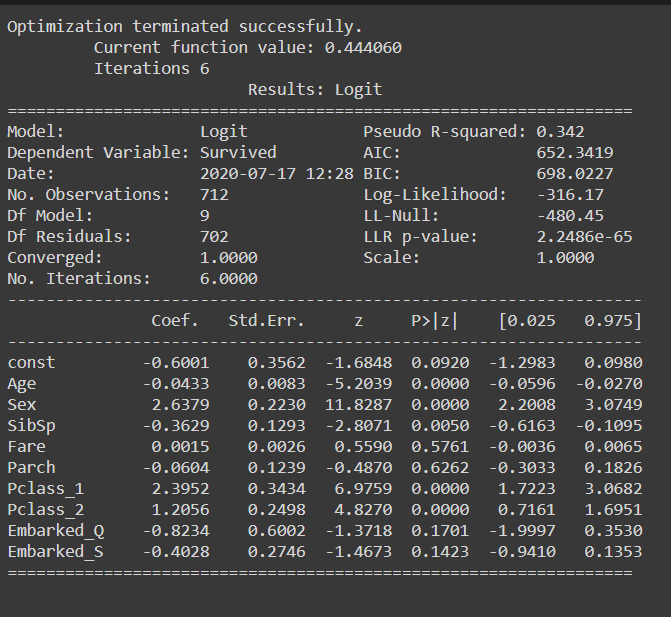 Optimization terminated successfully.
         Current function value: 0.444060
         Iterations 6
                         Results: Logit
=================================================================
Model:              Logit            Pseudo R-squared: 0.342
Dependent Variable: Survived         AIC:              652.3419
Date:               2020-07-17 12:28 BIC:              698.0227
No. Observations:   712              Log-Likelihood:   -316.17
Df Model:           9                LL-Null:          -480.45
Df Residuals:       702              LLR p-value:      2.2486e-65
Converged:          1.0000           Scale:            1.0000
No. Iterations:     6.0000
------------------------------------------------------------------
               Coef.   Std.Err.     z     P>|z|    [0.025   0.975]
------------------------------------------------------------------
const         -0.6001    0.3562  -1.6848  0.0920  -1.2983   0.0980
Age           -0.0433    0.0083  -5.2039  0.0000  -0.0596  -0.0270
Sex            2.6379    0.2230  11.8287  0.0000   2.2008   3.0749
SibSp         -0.3629    0.1293  -2.8071  0.0050  -0.6163  -0.1095
Fare           0.0015    0.0026   0.5590  0.5761  -0.0036   0.0065
Parch         -0.0604    0.1239  -0.4870  0.6262  -0.3033   0.1826
Pclass_1       2.3952    0.3434   6.9759  0.0000   1.7223   3.0682
Pclass_2       1.2056    0.2498   4.8270  0.0000   0.7161   1.6951
Embarked_Q    -0.8234    0.6002  -1.3718  0.1701  -1.9997   0.3530
Embarked_S    -0.4028    0.2746  -1.4673  0.1423  -0.9410   0.1353
=================================================================